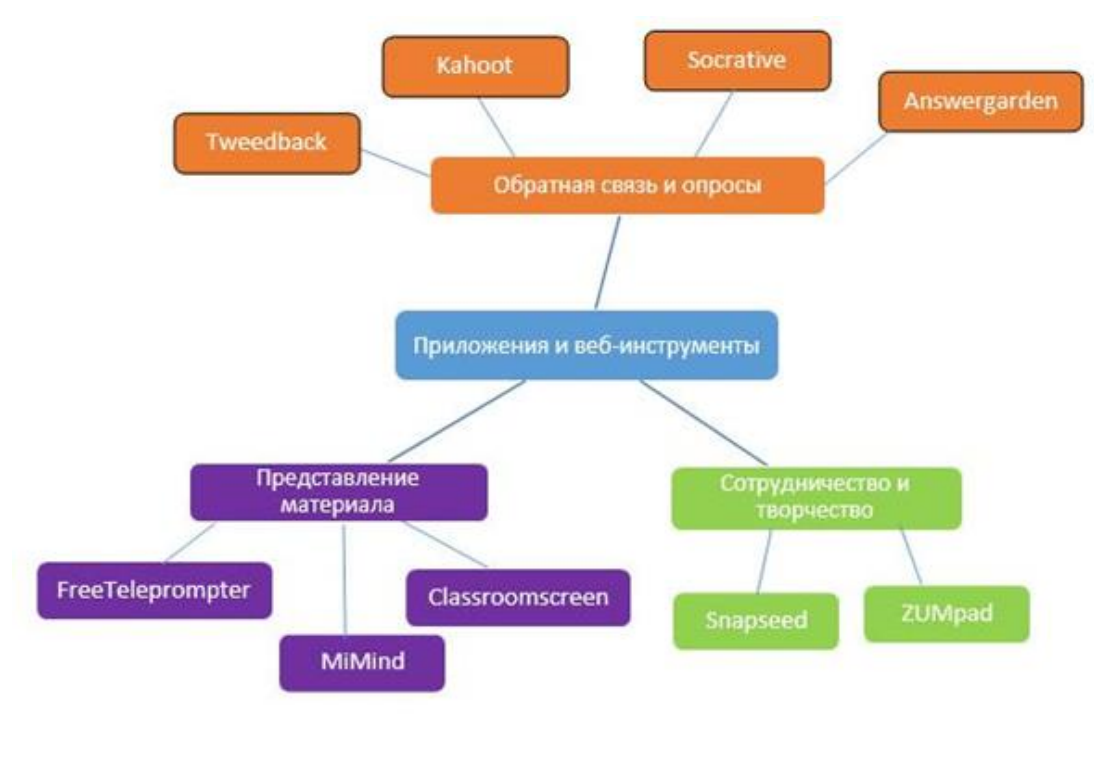 Kahoot
Socrative
Answergarden
Tweedback
Обратная связь и опросы
Приложения и веб-инструменты
Представление
материала
Сотрудничество и
творчество
FreeTeleprompter
Classroomscreen
MiMind
Snapseed
ZUMpad